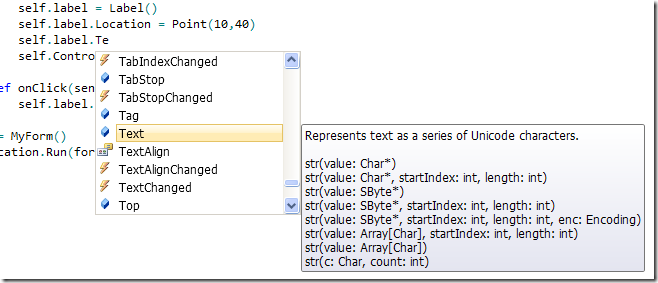 self.label = Label()
self.label.Location = Point(10,40)
self.label.Te
self.Contro
TabIndexChanged
TabStop
ef onClick(sen
TabStopChanged
self.label.
Tag
= MyForm()
Text
cation.Run(for
TextAlign
TextAlignChanged
TextChanged
Top
Represents text as a series of Unicode characters.
str(value: Char*)
str(value: Char*, startIndex: int, length: int)
str(value: SByte*)
str(value: SByte*, startIndex: int, length: int)
str(value: SByte*, startIndex: int, length: int, enc: Encoding)
str(value: Array[Char], startIndex: int, length: int)
str(value: Array[Char])
str(c: Char, count: int)